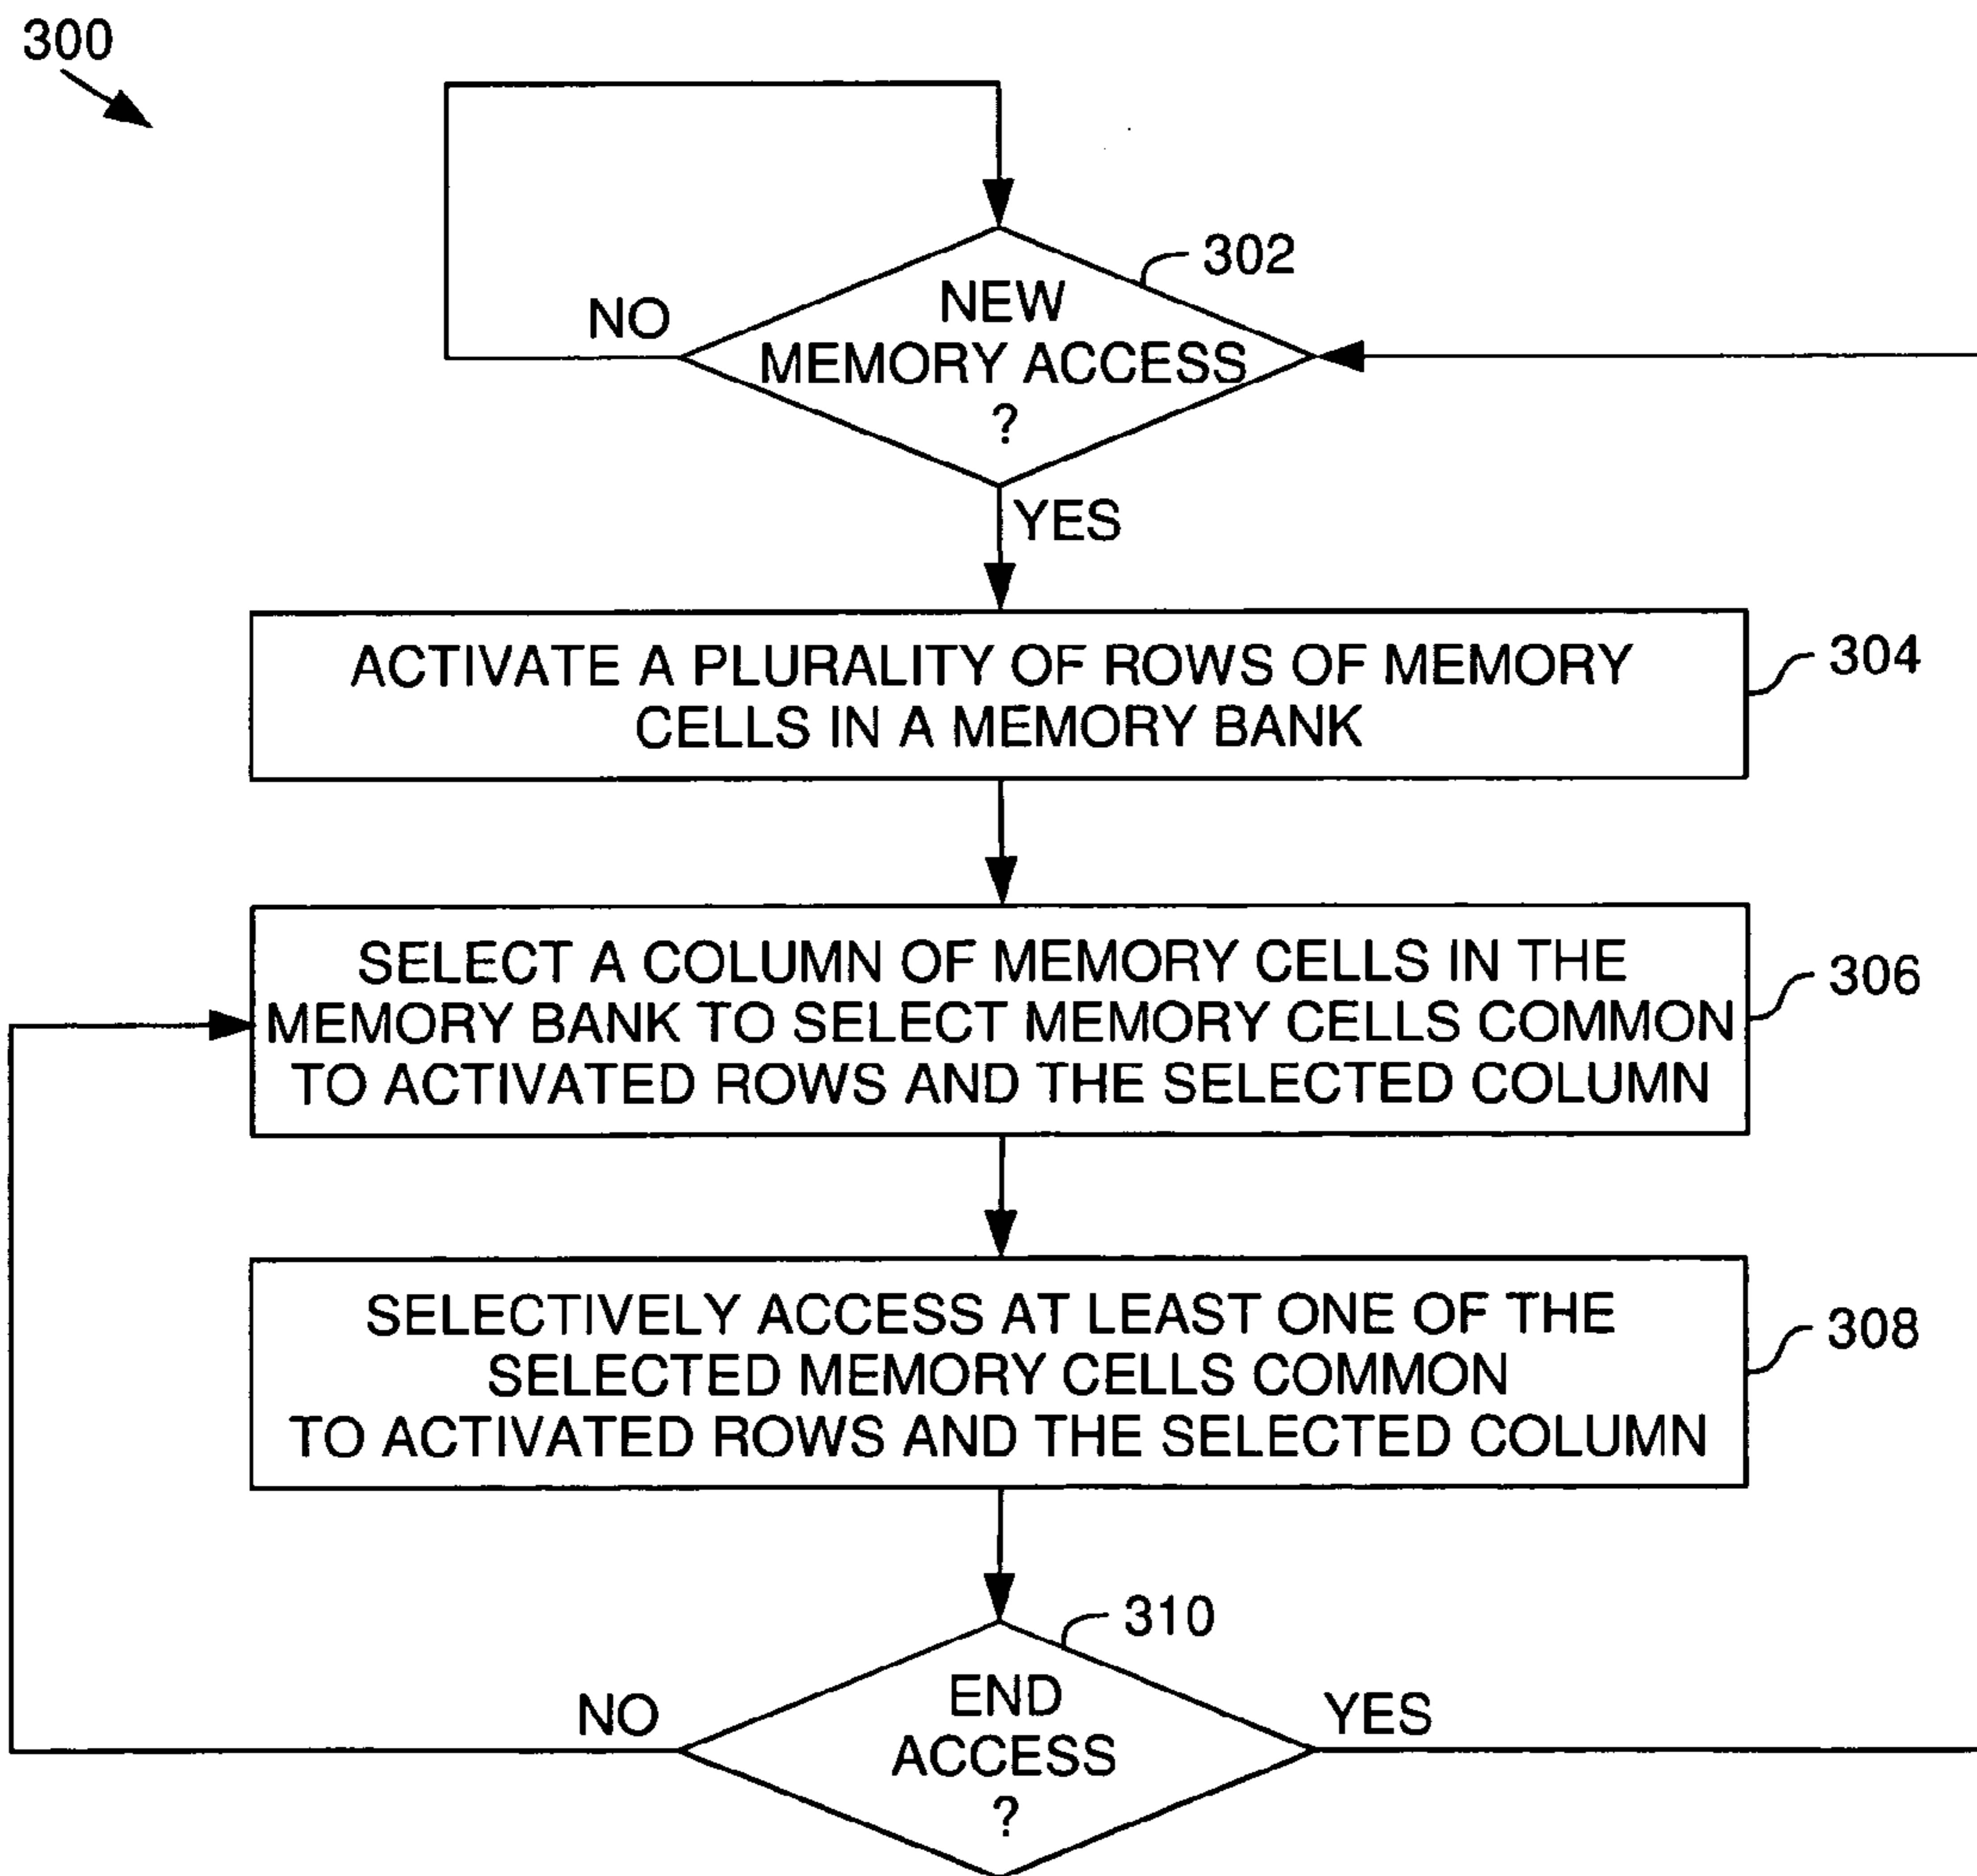 300
302
NEW
MEMORY ACCESS
?
NO
YES
ACTIVATE A PLURALITY OF ROWS OF MEMORY
CELLS IN A MEMORY BANK
304
SELECT A COLUMN OF MEMORY CELLS IN THE
MEMORY BANK TO SELECT MEMORY CELLS COMMON
TO ACTIVATED ROWS AND THE SELECTED COLUMN
306
SELECTIVELY ACCESS AT LEAST ONE OF THE
SELECTED MEMORY CELLS COMMON
TO ACTIVATED ROWS AND THE SELECTED COLUMN
308
310
END
ACCESS
?
NO
YES